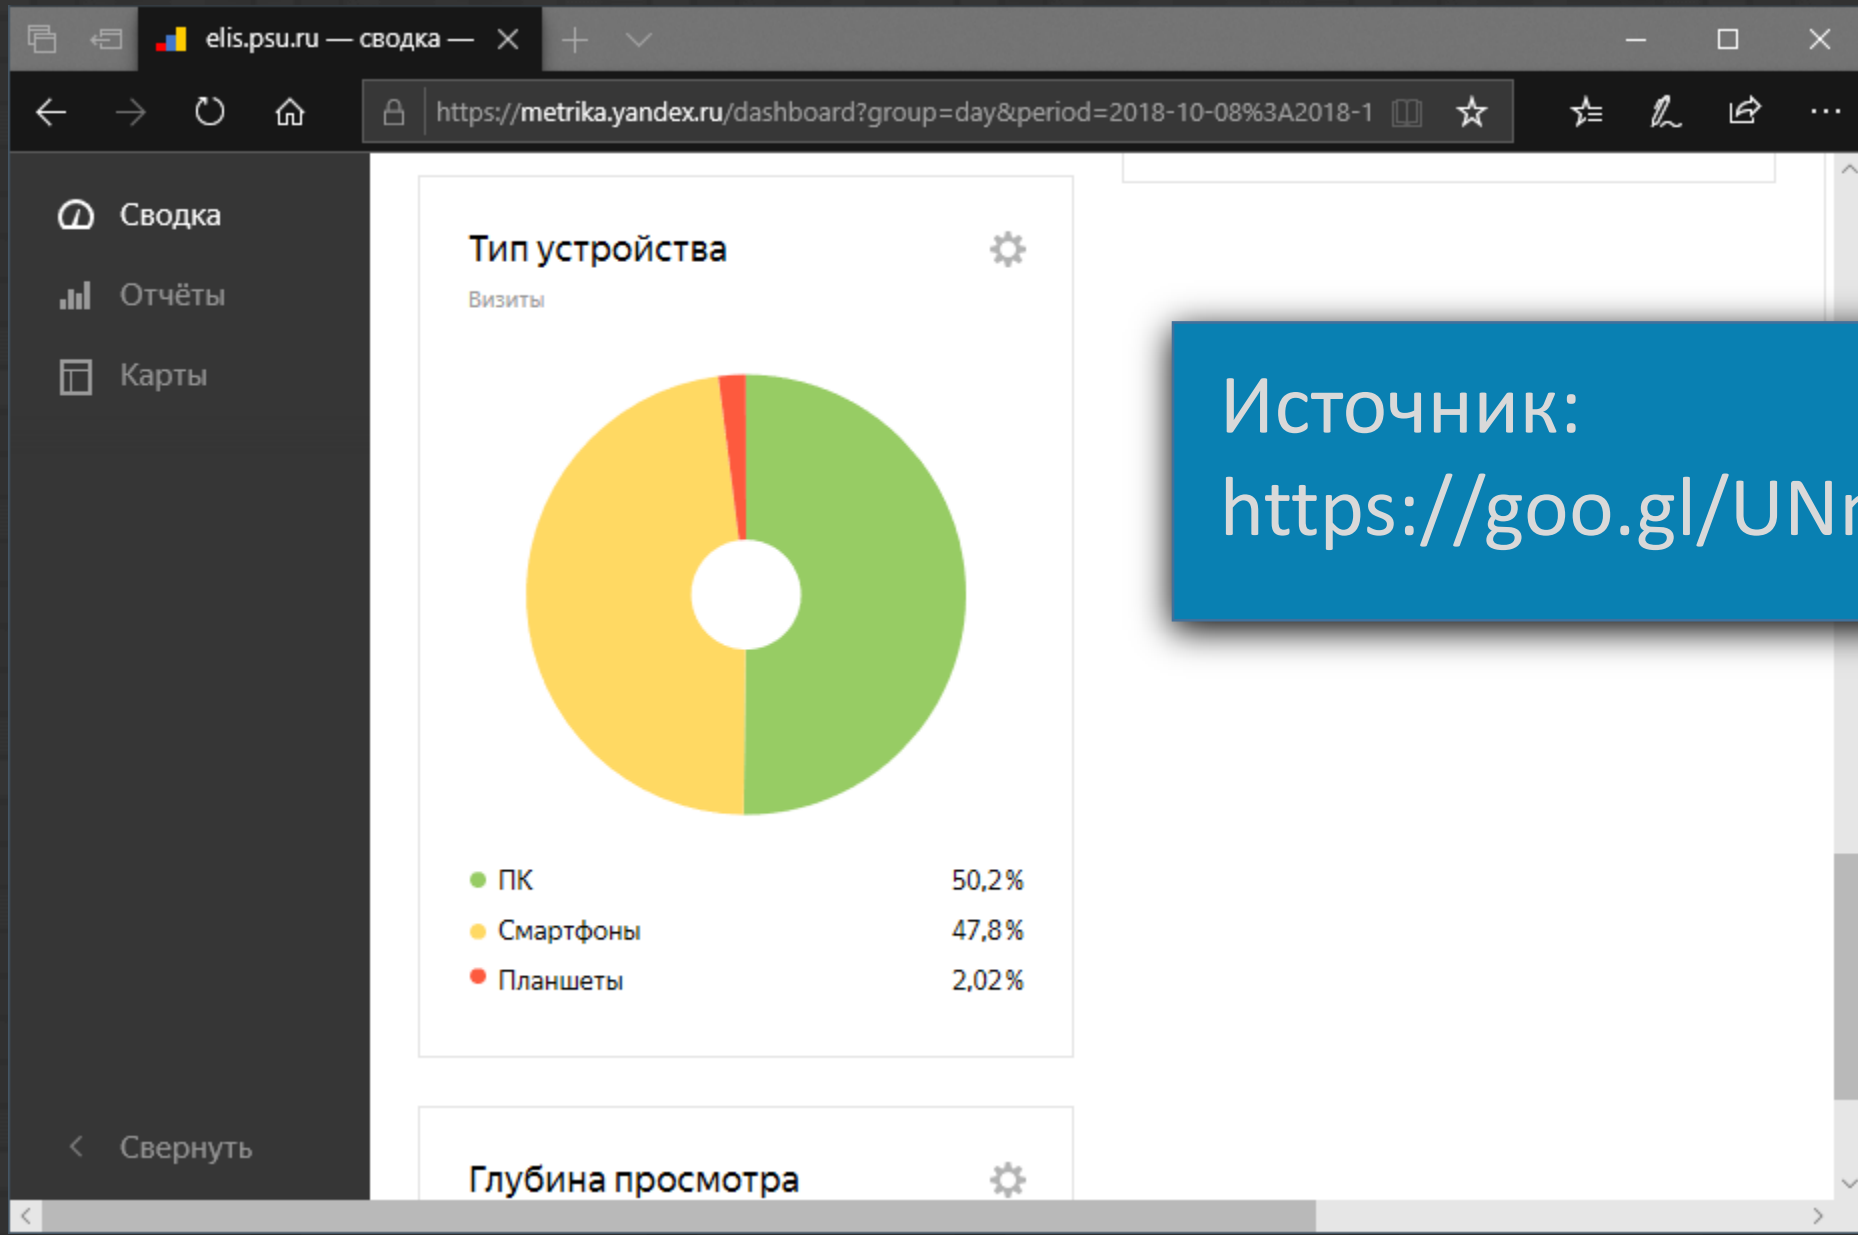 elis.psu.ru — сводка —
https://metrika.yandex.ru/dashboard?group=day&period=2018-10-08%3A2018-1
Сводка
Отчёты
Карты
Свернуть
Тип устройства
Визиты
ПК 50,2%
Смартфоны 47,8%
Планшеты 2,02%
Глубина просмотра
Источник:
https://goo.gl/UNr